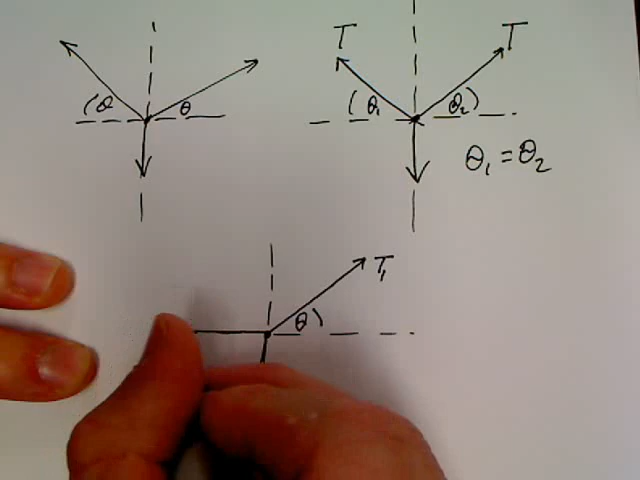 T T
θ θ
θ₁ θ₂
θ₁ = θ₂
T₁
θ